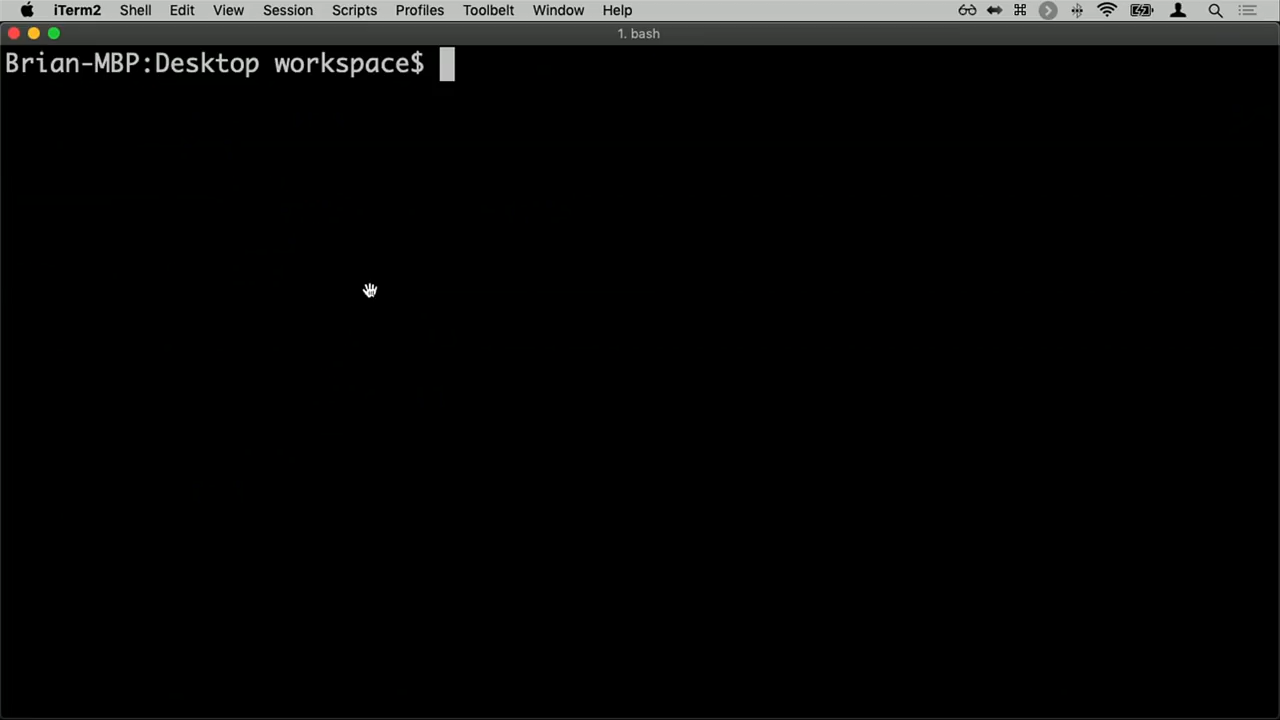 iTerm2 Shell Edit View Session Scripts Profiles Toolbelt Window Help
1. bash
Brian-MBP:Desktop workspace$